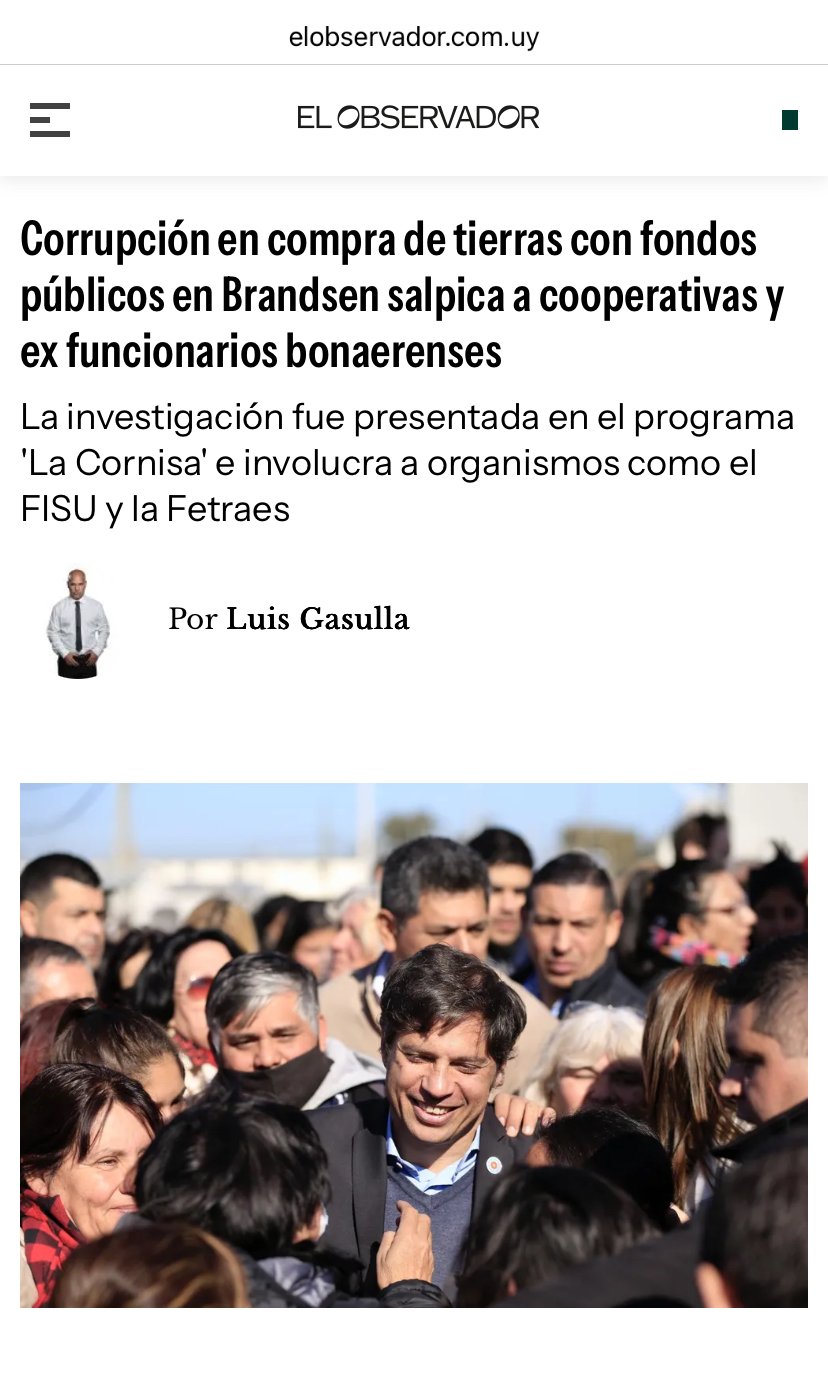 elobservador.com.uy
EL OBSERVADOR
Corrupción en compra de tierras con fondos
públicos en Brandsen salpica a cooperativas y
ex funcionarios bonaerenses
La investigación fue presentada en el programa
'La Cornisa' e involucra a organismos como el
FISU y la Fetraes
Por Luis Gasulla